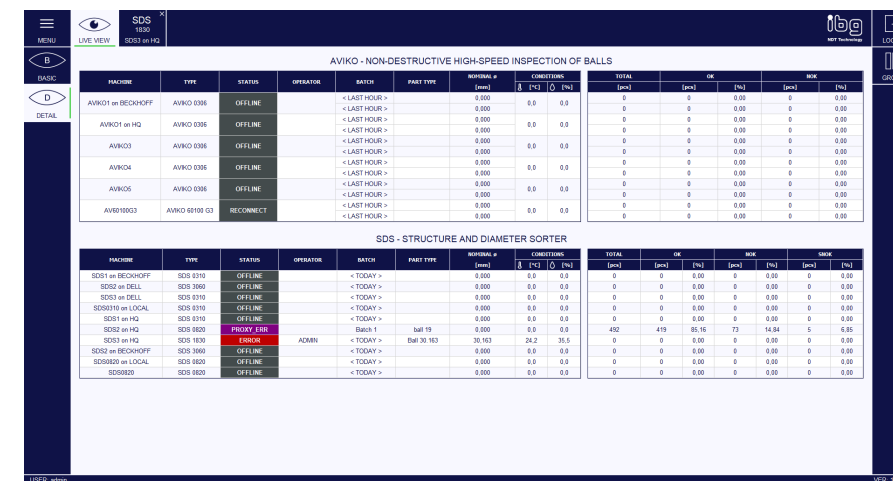 MENU
LIVE VIEW
SDS
1830
SDS3 on HQ
×
ibg
NDT Technology
LO
B
BASIC
D
DETAIL
AVIKO - NON-DESTRUCTIVE HIGH-SPEED INSPECTION OF BALLS
MACHINE TYPE STATUS OPERATOR BATCH PART TYPE NOMINAL ø CONDITIONS TOTAL OK NOK
[mm] [°C] [%] [pcs] [pcs] [%] [pcs] [%]
AVIKO1 on BECKHOFF AVIKO 0306 OFFLINE < LAST HOUR > 0,000 0,0 0,0 0 0 0,00 0 0,00
< LAST HOUR > 0,000 0 0 0,00 0 0,00
AVIKO1 on HQ AVIKO 0306 OFFLINE < LAST HOUR > 0,000 0,0 0,0 0 0 0,00 0 0,00
< LAST HOUR > 0,000 0 0 0,00 0 0,00
AVIKO3 AVIKO 0306 OFFLINE < LAST HOUR > 0,000 0,0 0,0 0 0 0,00 0 0,00
< LAST HOUR > 0,000 0 0 0,00 0 0,00
AVIKO4 AVIKO 0306 OFFLINE < LAST HOUR > 0,000 0,0 0,0 0 0 0,00 0 0,00
< LAST HOUR > 0,000 0 0 0,00 0 0,00
AVIKO5 AVIKO 0306 OFFLINE < LAST HOUR > 0,000 0,0 0,0 0 0 0,00 0 0,00
< LAST HOUR > 0,000 0 0 0,00 0 0,00
AV60100G3 AVIKO 60100 G3 RECONNECT < LAST HOUR > 0,000 0,0 0,0 0 0 0,00 0 0,00
< LAST HOUR > 0,000 0 0 0,00 0 0,00
SDS - STRUCTURE AND DIAMETER SORTER
MACHINE TYPE STATUS OPERATOR BATCH PART TYPE NOMINAL ø CONDITIONS TOTAL OK NOK SNOK
[mm] [°C] [%] [pcs] [pcs] [%] [pcs] [%] [pcs] [%]
SDS1 on BECKHOFF SDS 0310 OFFLINE < TODAY > 0,000 0,0 0,0 0 0 0,00 0 0,00 0 0,00
SDS2 on DELL SDS 3060 OFFLINE < TODAY > 0,000 0,0 0,0 0 0 0,00 0 0,00 0 0,00
SDS3 on DELL SDS 0310 OFFLINE < TODAY > 0,000 0,0 0,0 0 0 0,00 0 0,00 0 0,00
SDS0310 on LOCAL SDS 0310 OFFLINE < TODAY > 0,000 0,0 0,0 0 0 0,00 0 0,00 0 0,00
SDS1 on HQ SDS 0310 OFFLINE < TODAY > 0,000 0,0 0,0 0 0 0,00 0 0,00 0 0,00
SDS2 on HQ SDS 0820 PROXY_ERR Batch 1 ball 19 0,000 0,0 0,0 492 419 85,16 73 14,84 5 6,85
SDS3 on HQ SDS 1830 ERROR ADMIN < TODAY > Ball 30.163 30,163 24,2 35,5 0 0 0,00 0 0,00 0 0,00
SDS2 on BECKHOFF SDS 3060 OFFLINE < TODAY > 0,000 0,0 0,0 0 0 0,00 0 0,00 0 0,00
SDS0820 on LOCAL SDS 0820 OFFLINE < TODAY > 0,000 0,0 0,0 0 0 0,00 0 0,00 0 0,00
SDS0820 SDS 0820 OFFLINE < TODAY > 0,000 0,0 0,0 0 0 0,00 0 0,00 0 0,00
USER: admin